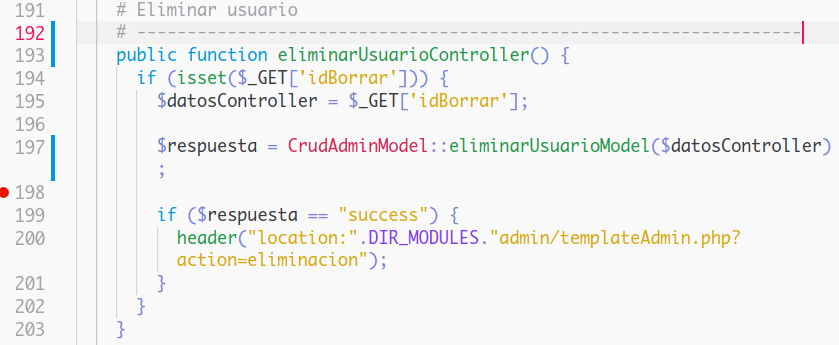 191 # Eliminar usuario
192 # ------------------------------------------------------------------
193 public function eliminarUsuarioController() {
194 if (isset($_GET['idBorrar'])) {
195 $datosController = $_GET['idBorrar'];
196
197 $respuesta = CrudAdminModel::eliminarUsuarioModel($datosController)
;
198
199 if ($respuesta == "success") {
200 header("location:".DIR_MODULES."admin/templateAdmin.php?
action=eliminacion");
201 }
202 }
203 }